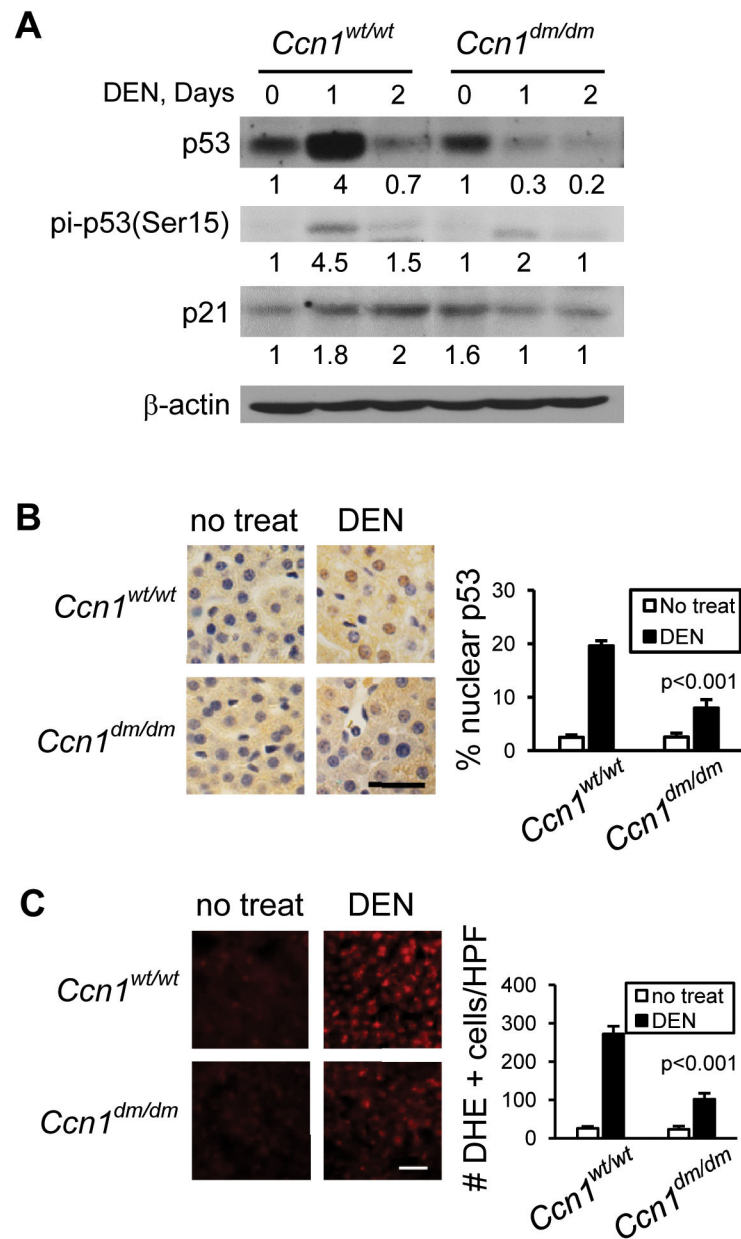 A
Ccn1wt/wt Ccn1dm/dm
DEN, Days 0 1 2 0 1 2
p53
1 4 0.7 1 0.3 0.2
pi-p53(Ser15)
1 4.5 1.5 1 2 1
p21
1 1.8 2 1.6 1 1
β-actin
B
no treat DEN
Ccn1wt/wt
Ccn1dm/dm
% nuclear p53
30
20
10
0
No treat
DEN
p<0.001
Ccn1wt/wt
Ccn1dm/dm
C
no treat DEN
Ccn1wt/wt
Ccn1dm/dm
# DHE + cells/HPF
400
300
200
100
0
no treat
DEN
p<0.001
Ccn1wt/wt
Ccn1dm/dm